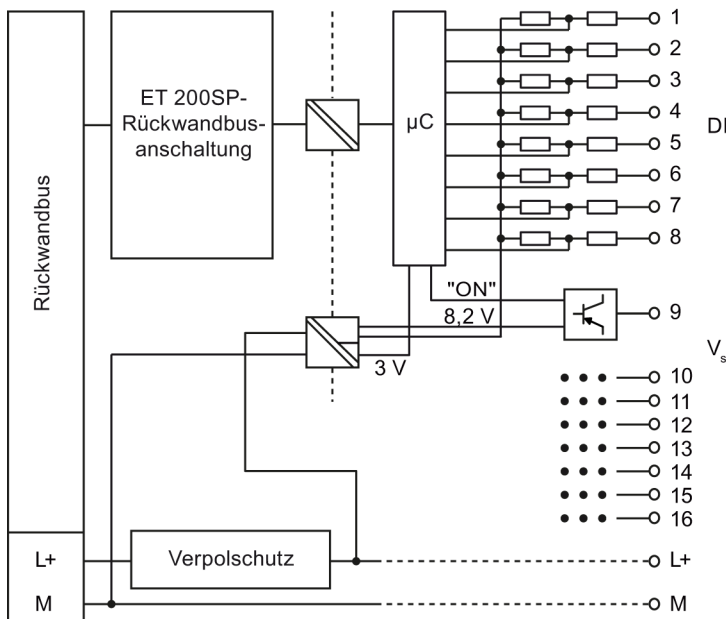 Rückwandbus
ET 200SP-
Rückwandbus-
anschaltung
µC
1
2
3
4
5
6
7
8
DI
"ON"
8,2 V
3 V
9
V s
10
11
12
13
14
15
16
L+
Verpolschutz
L+
M
M